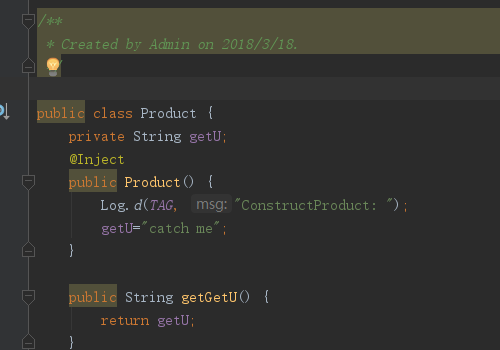 /**
* Created by Admin on 2018/3/18.
public class Product {
private String getU;
@Inject
public Product() {
Log.d(TAG, msg: "ConstructProduct: ");
getU="catch me";
}
public String getGetU() {
return getU;
}